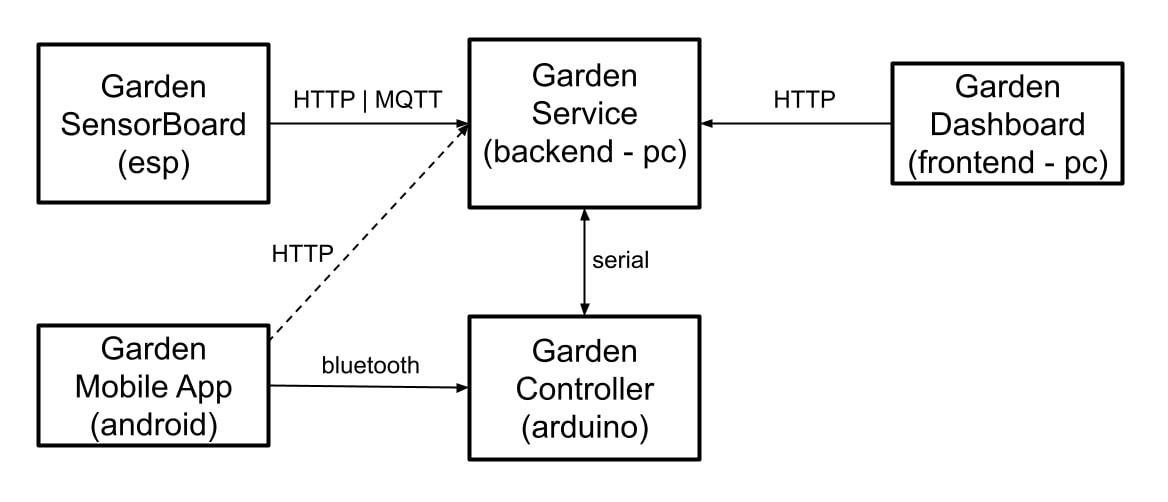 Garden
SensorBoard
(esp)
HTTP | MQTT
Garden
Service
(backend - pc)
HTTP
Garden
Dashboard
(frontend - pc)
HTTP
serial
Garden
Mobile App
(android)
bluetooth
Garden
Controller
(arduino)